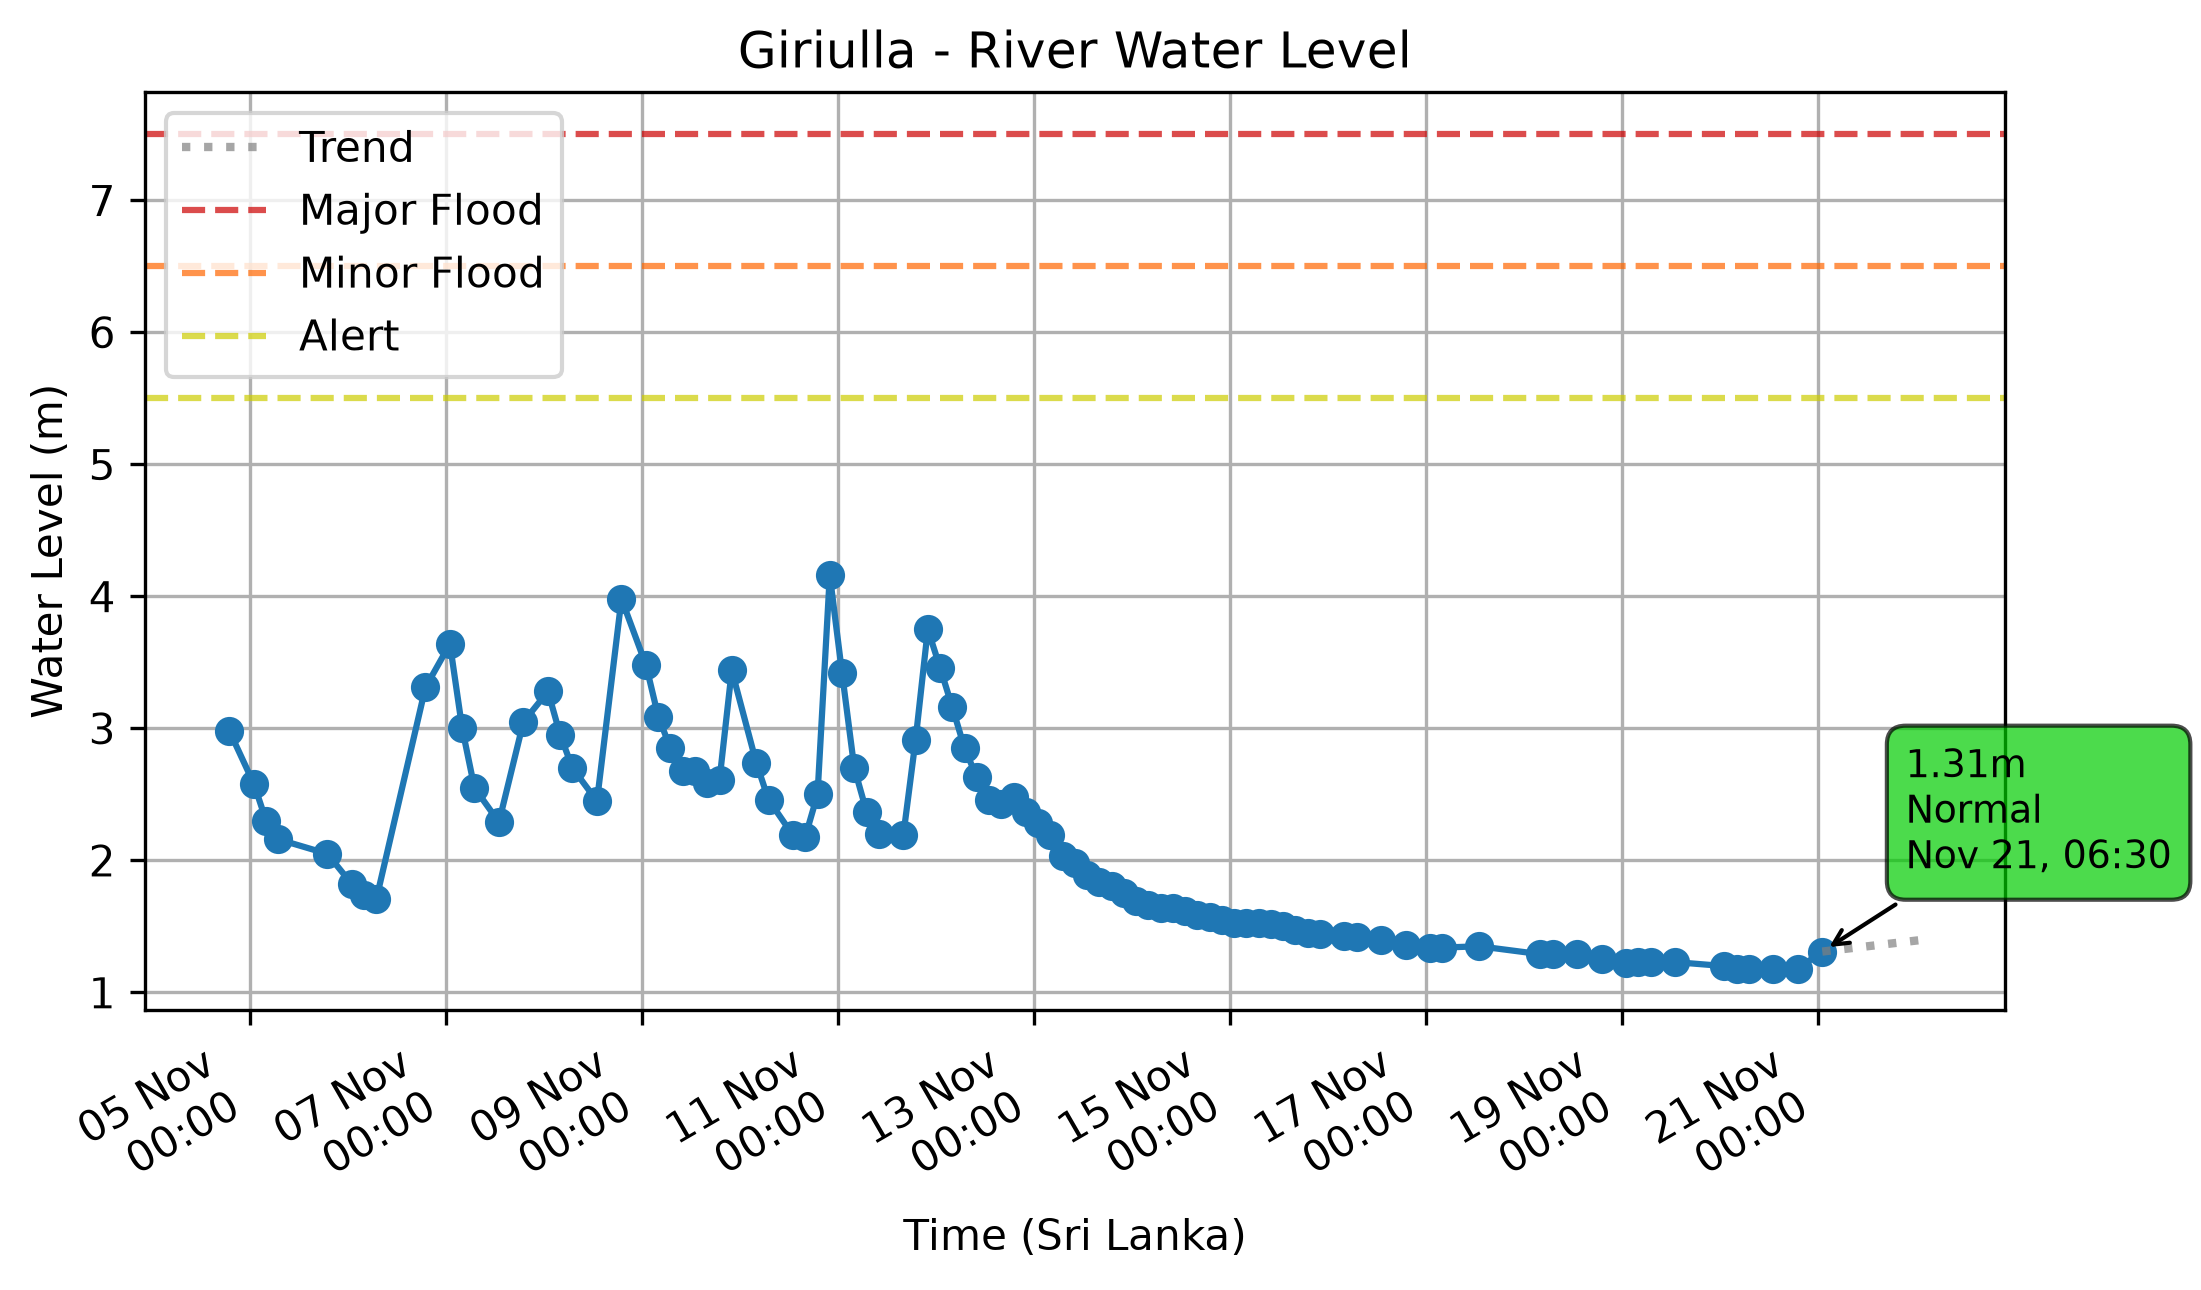 Giriulla - River Water Level
Trend
Major Flood
Minor Flood
Alert
Water Level (m)
7
6
5
4
3
2
1
1.31m
Normal
Nov 21, 06:30
05 Nov
00:00
07 Nov
00:00
09 Nov
00:00
11 Nov
00:00
13 Nov
00:00
15 Nov
00:00
17 Nov
00:00
19 Nov
00:00
21 Nov
00:00
Time (Sri Lanka)